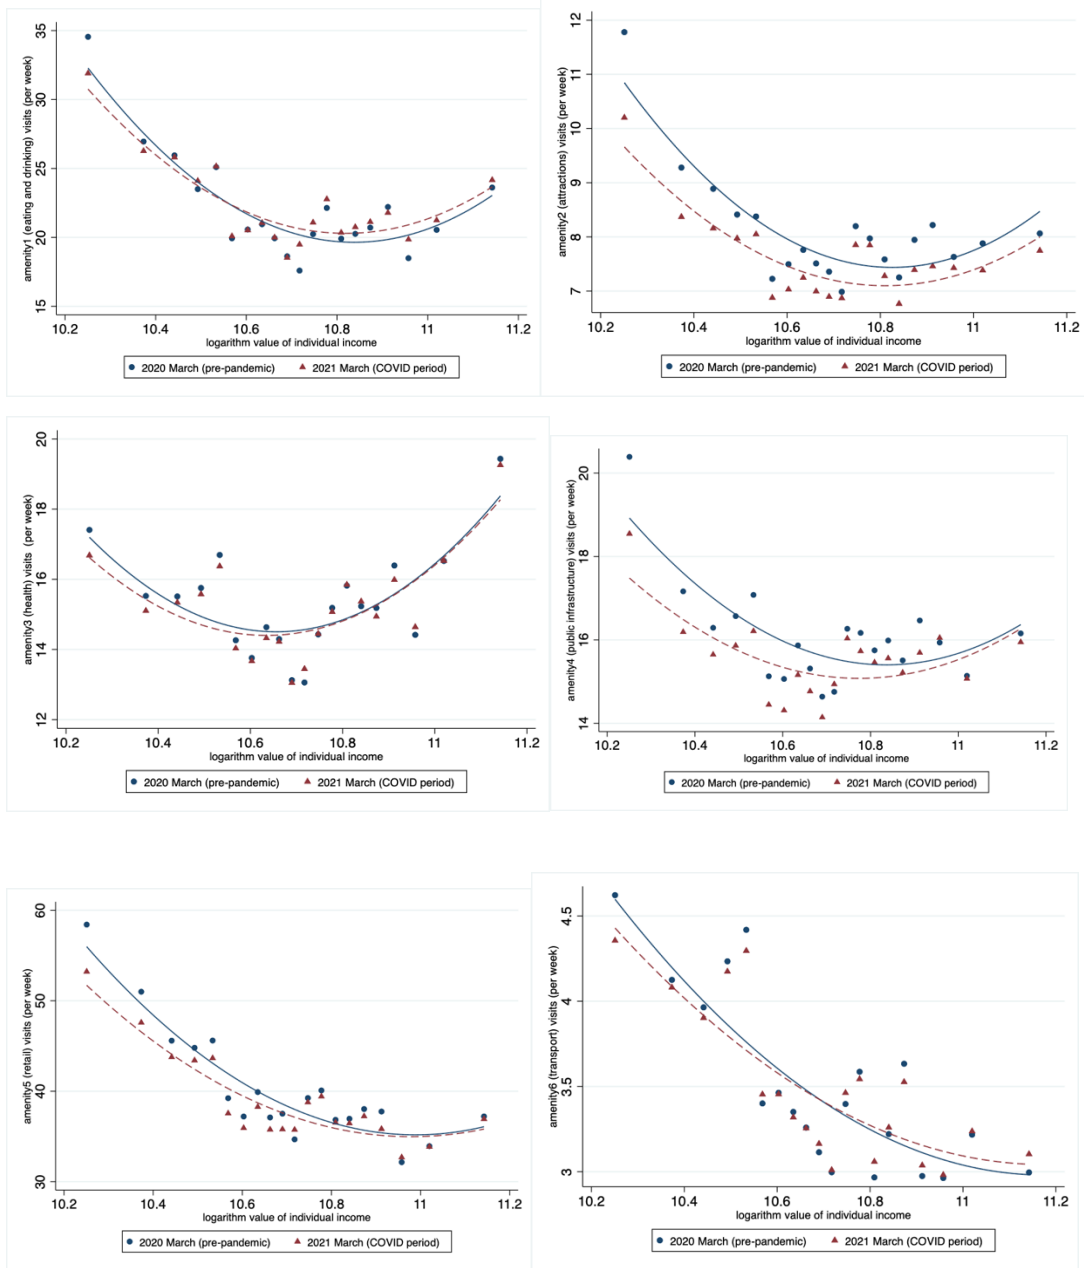 amenity1 (eating and drinking) visits (per week)
35
30
25
20
15
10.2 10.4 10.6 10.8 11 11.2
logarithm value of individual income
2020 March (pre-pandemic) 2021 March (COVID period)
amenity2 (attractions) visits (per week)
12
11
10
9
8
7
10.2 10.4 10.6 10.8 11 11.2
logarithm value of individual income
2020 March (pre-pandemic) 2021 March (COVID period)
amenity3 (health) visits (per week)
20
18
16
14
12
10.2 10.4 10.6 10.8 11 11.2
logarithm value of individual income
2020 March (pre-pandemic) 2021 March (COVID period)
amenity4 (public infrastructure) visits (per week)
20
18
16
14
10.2 10.4 10.6 10.8 11 11.2
logarithm value of individual income
2020 March (pre-pandemic) 2021 March (COVID period)
amenity5 (retail) visits (per week)
60
50
40
30
10.2 10.4 10.6 10.8 11 11.2
logarithm value of individual income
2020 March (pre-pandemic) 2021 March (COVID period)
amenity6 (transport) visits (per week)
4.5
4
3.5
3
10.2 10.4 10.6 10.8 11 11.2
logarithm value of individual income
2020 March (pre-pandemic) 2021 March (COVID period)